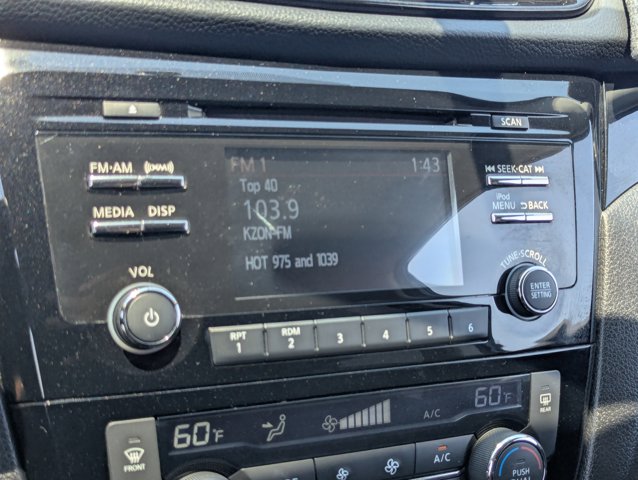 SCAN
FM·AM
FM 1 1:43
SEEK·CAT
Top 40
iPod
MENU BACK
MEDIA DISP
103.9
KZON-FM
HOT 975 and 1039
TUNE·SCROLL
VOL
ENTER
SETTING
RPT RDM
1 2 3 4 5 6
60°F A/C 60°F
REAR
FRONT
A/C
PUSH